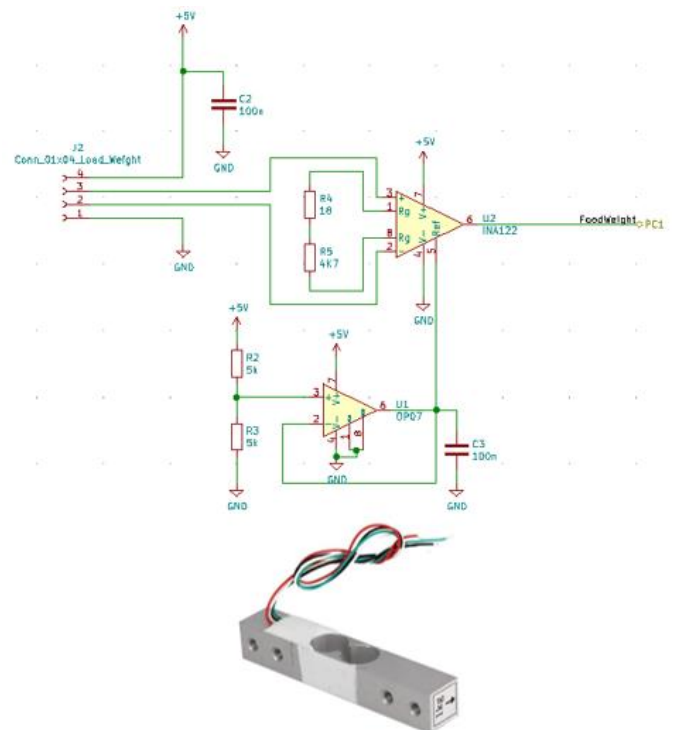 +5V
C2
100n
GND
J2
Conn_01x04_Load_Weight
4
3
2
1
GND
R4
18
R5
4K7
+5V
7
V+
3
+
1
Rg
8
Rg
2
-
V-
4
Ref
5
6
U2
INA122
FoodWeight
PC1
GND
+5V
R2
5k
R3
5k
GND
+5V
7
V+
3
+
2
-
V-
4
1
8
6
U1
OP07
GND
C3
100n
GND
1kg